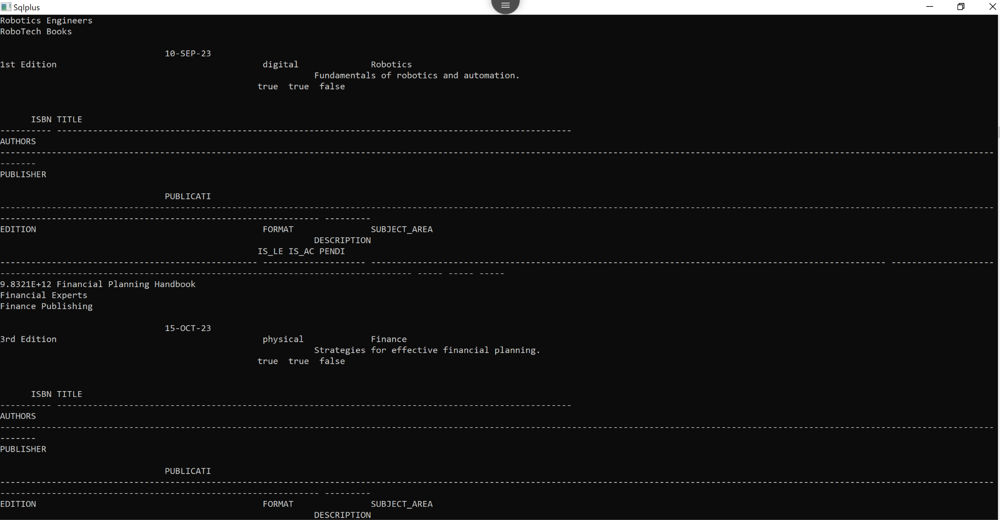 Sqlplus
Robotics Engineers
RoboTech Books
10-SEP-23
1st Edition digital Robotics
Fundamentals of robotics and automation.
true true false
ISBN TITLE
---------- ----------------------------------------------------------------------------------------------------
AUTHORS
-------------------------------------------------------------------------------------------------------------------------------------------------------------------------------------------------
-------
PUBLISHER
PUBLICATI
-------------------------------------------------------------------------------------------------------------------------------------------------------------------------------------------------
-------------------------------------------------------------- ---------
EDITION FORMAT SUBJECT_AREA
DESCRIPTION
IS_LE IS_AC PENDI
-------------------------------------------------- -------------------- ---------------------------------------------------------------------------------------------------- --------------------
-------------------------------------------------------------------------------- ----- ----- -----
9.8321E+12 Financial Planning Handbook
Financial Experts
Finance Publishing
15-OCT-23
3rd Edition physical Finance
Strategies for effective financial planning.
true true false
ISBN TITLE
---------- ----------------------------------------------------------------------------------------------------
AUTHORS
-------------------------------------------------------------------------------------------------------------------------------------------------------------------------------------------------
-------
PUBLISHER
PUBLICATI
-------------------------------------------------------------------------------------------------------------------------------------------------------------------------------------------------
-------------------------------------------------------------- ---------
EDITION FORMAT SUBJECT_AREA
DESCRIPTION